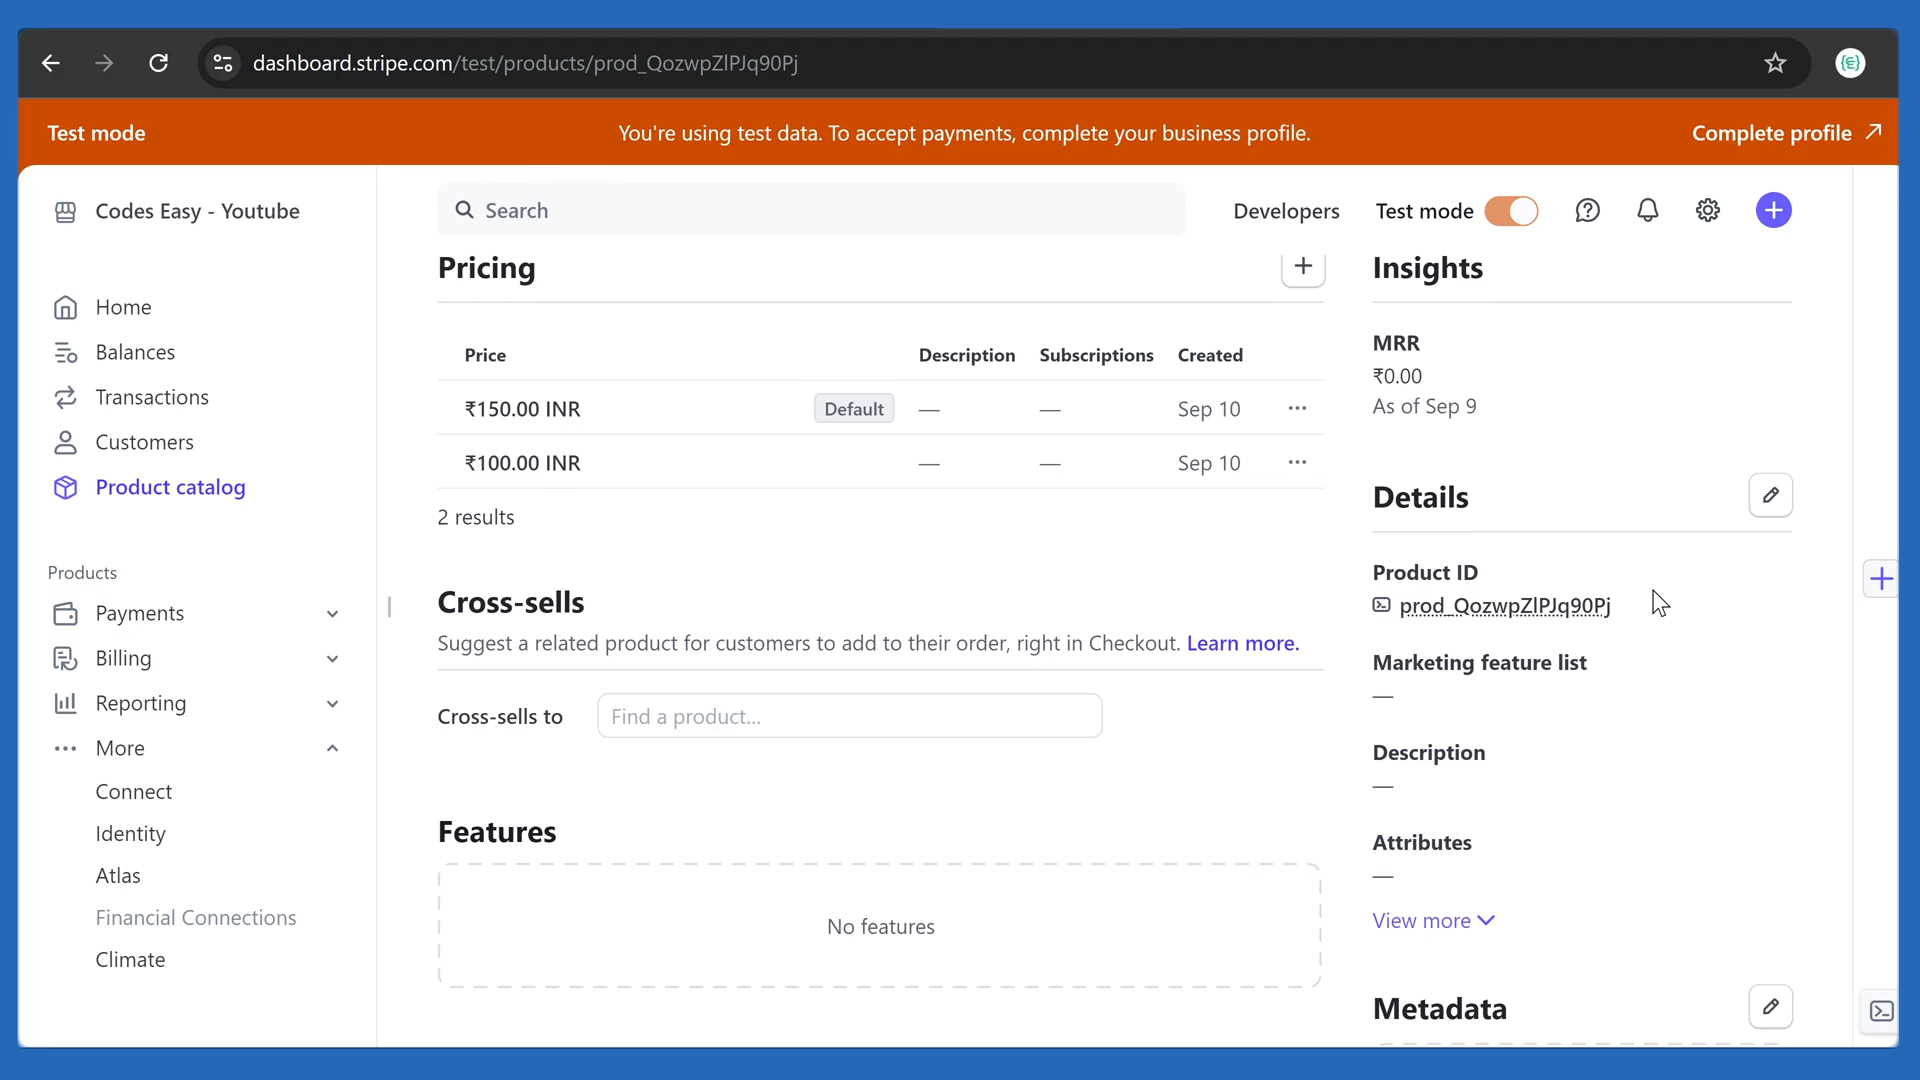 dashboard.stripe.com/test/products/prod_QozwpZlPJq90Pj
Test mode
You're using test data. To accept payments, complete your business profile.
Complete profile
Codes Easy - Youtube
Search
Developers
Test mode
Home
Balances
Transactions
Customers
Product catalog
Products
Payments
Billing
Reporting
More
Connect
Identity
Atlas
Financial Connections
Climate
Pricing
Price Description Subscriptions Created
₹150.00 INR Default — — Sep 10
₹100.00 INR — — Sep 10
2 results
Cross-sells
Suggest a related product for customers to add to their order, right in Checkout. Learn more.
Cross-sells to
Find a product...
Features
No features
Insights
MRR
₹0.00
As of Sep 9
Details
Product ID
prod_QozwpZlPJq90Pj
Marketing feature list
—
Description
—
Attributes
—
View more
Metadata